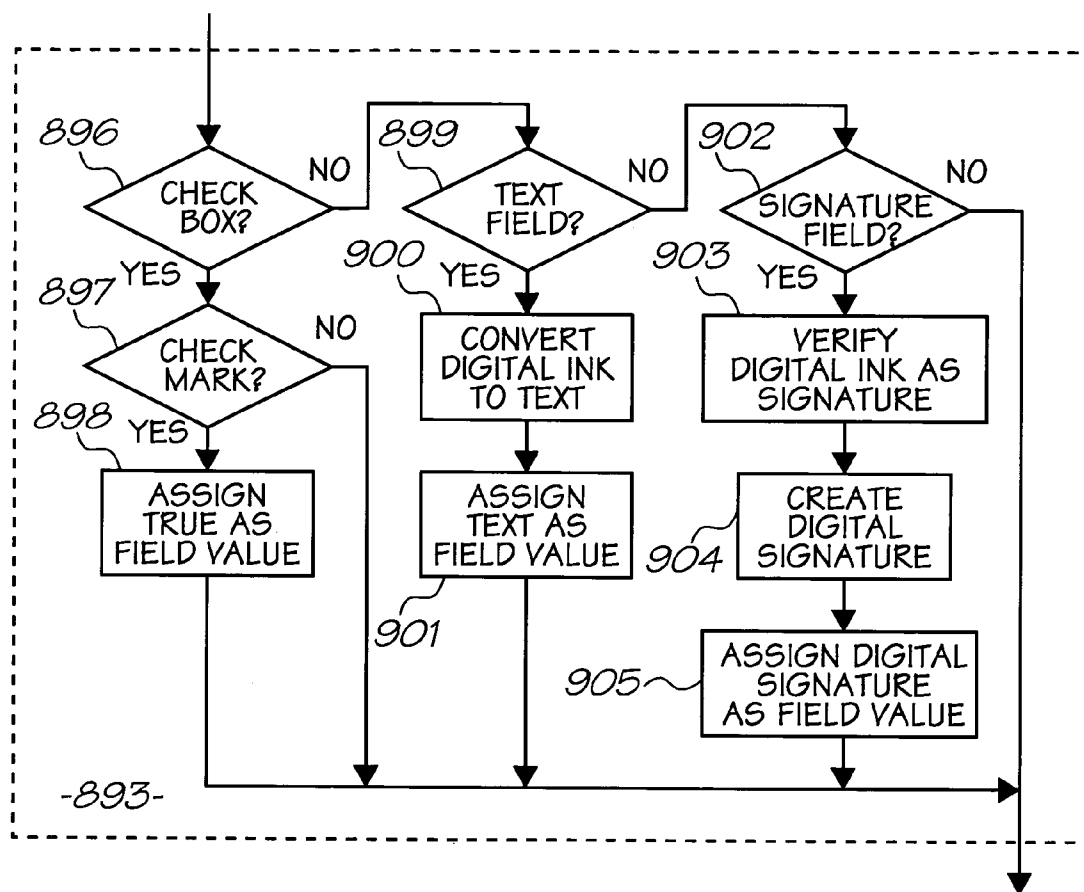 896
CHECK
BOX?
NO
YES
897
CHECK
MARK?
NO
YES
898
ASSIGN
TRUE AS
FIELD VALUE
899
TEXT
FIELD?
NO
YES
900
CONVERT
DIGITAL INK
TO TEXT
ASSIGN
TEXT AS
FIELD VALUE
901
902
SIGNATURE
FIELD?
NO
YES
903
VERIFY
DIGITAL INK AS
SIGNATURE
CREATE
DIGITAL
SIGNATURE
904
ASSIGN DIGITAL
SIGNATURE
AS FIELD VALUE
905
-893-